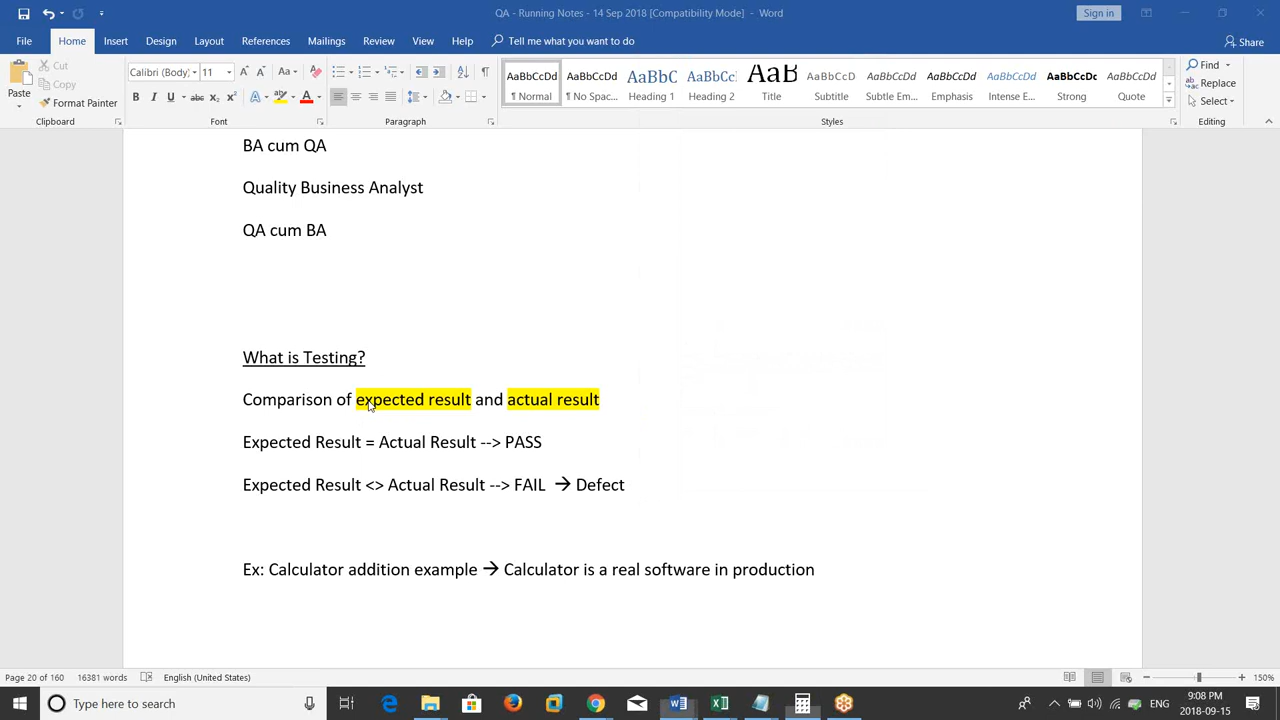 QA - Running Notes - 14 Sep 2018 [Compatibility Mode] - Word
Sign in
File Home Insert Design Layout References Mailings Review View Help Tell me what you want to do Share
Paste
Cut
Copy
Format Painter
Clipboard
Calibri (Body) 11
Font
Paragraph
AaBbCcDd AaBbCcDd AaBbC AaBbCcI AaBb AaBbCcD AaBbCcDd AaBbCcDd AaBbCcDd AaBbCcDc AaBbCcDd
¶ Normal ¶ No Spac... Heading 1 Heading 2 Title Subtitle Subtle Em... Emphasis Intense E... Strong Quote
Styles
Find
Replace
Select
Editing
BA cum QA
Quality Business Analyst
QA cum BA
What is Testing?
Comparison of expected result and actual result
Expected Result = Actual Result --> PASS
Expected Result <> Actual Result --> FAIL → Defect
Ex: Calculator addition example → Calculator is a real software in production
Page 20 of 160 16381 words English (United States) 150%
Type here to search
ENG
9:08 PM
2018-09-15